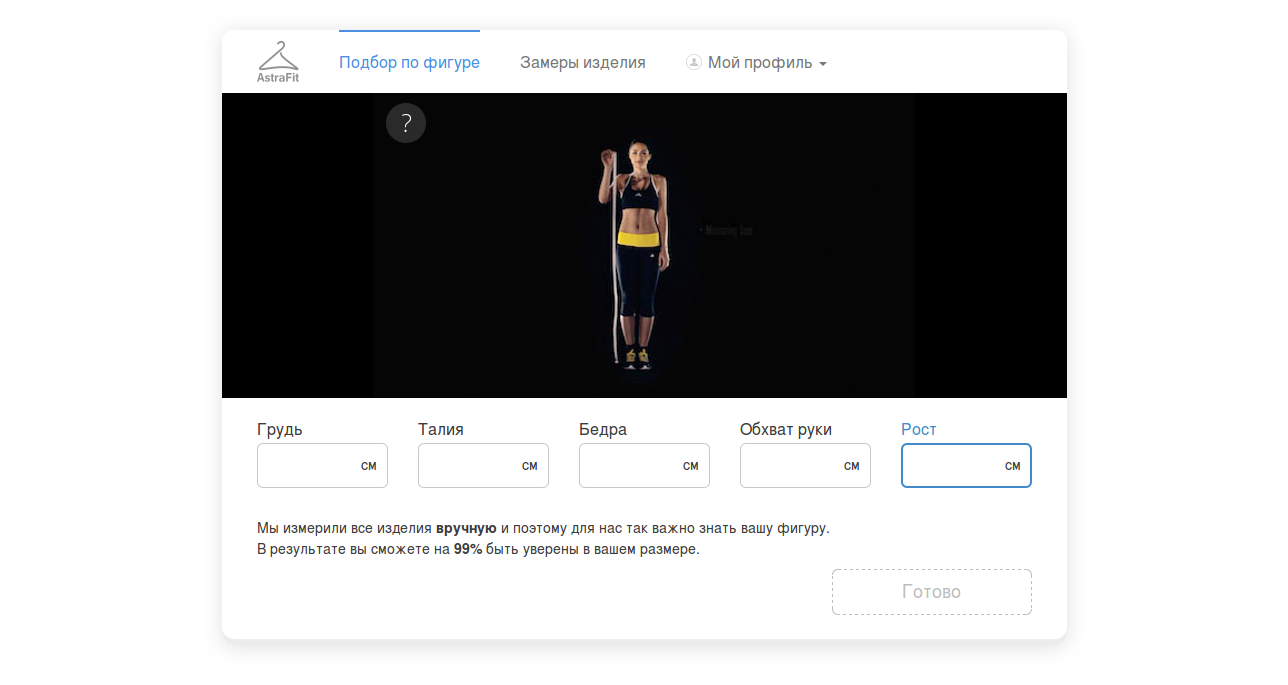 AstraFit
Подбор по фигуре
Замеры изделия
Мой профиль
?
• Measuring tape
Грудь
Талия
Бедра
Обхват руки
Рост
см
см
см
см
см
Мы измерили все изделия вручную и поэтому для нас так важно знать вашу фигуру.
В результате вы сможете на 99% быть уверены в вашем размере.
Готово